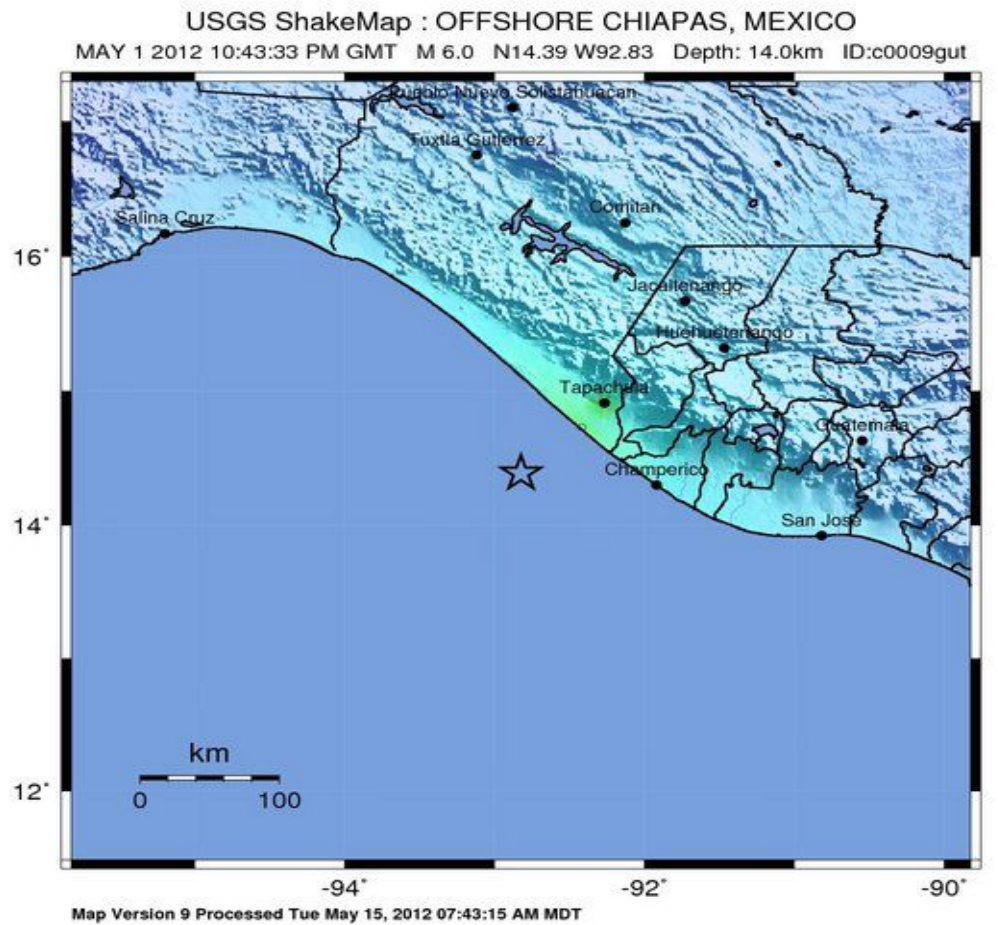 USGS ShakeMap : OFFSHORE CHIAPAS, MEXICO
MAY 1 2012 10:43:33 PM GMT M 6.0 N14.39 W92.83 Depth: 14.0km ID:c0009gut
Pueblo Nuevo Solistahuacan
Tuxtla Gutierrez
Comitan
Salina Cruz
16°
Jacaltenango
Huehuetenango
Tapachula
Guatemala
Champerico
14°
San Jose
km
0 100
12°
-94° -92° -90°
Map Version 9 Processed Tue May 15, 2012 07:43:15 AM MDT